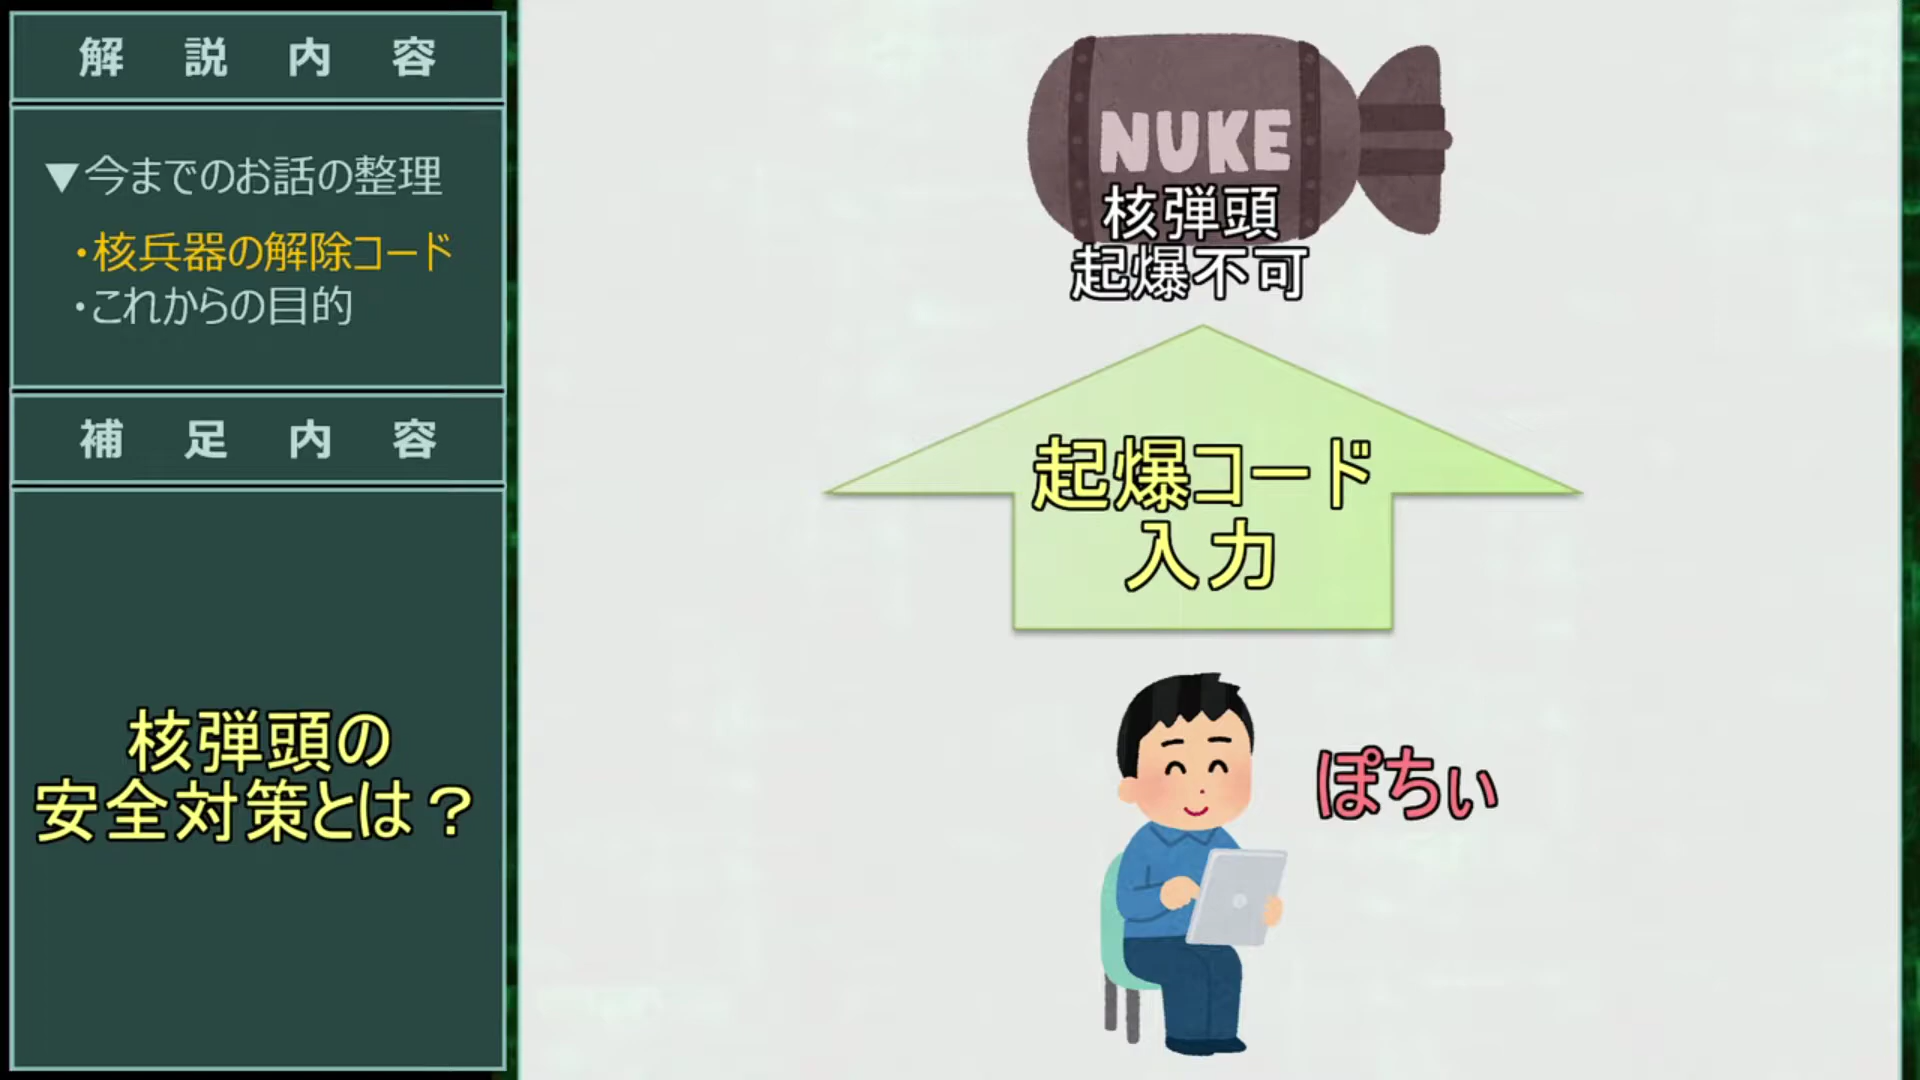 解説内容
▼今までのお話の整理
・核兵器の解除コード
・これからの目的
補足内容
核弾頭の
安全対策とは？
NUKE
核弾頭
起爆不可
起爆コード
入力
ぽちぃ